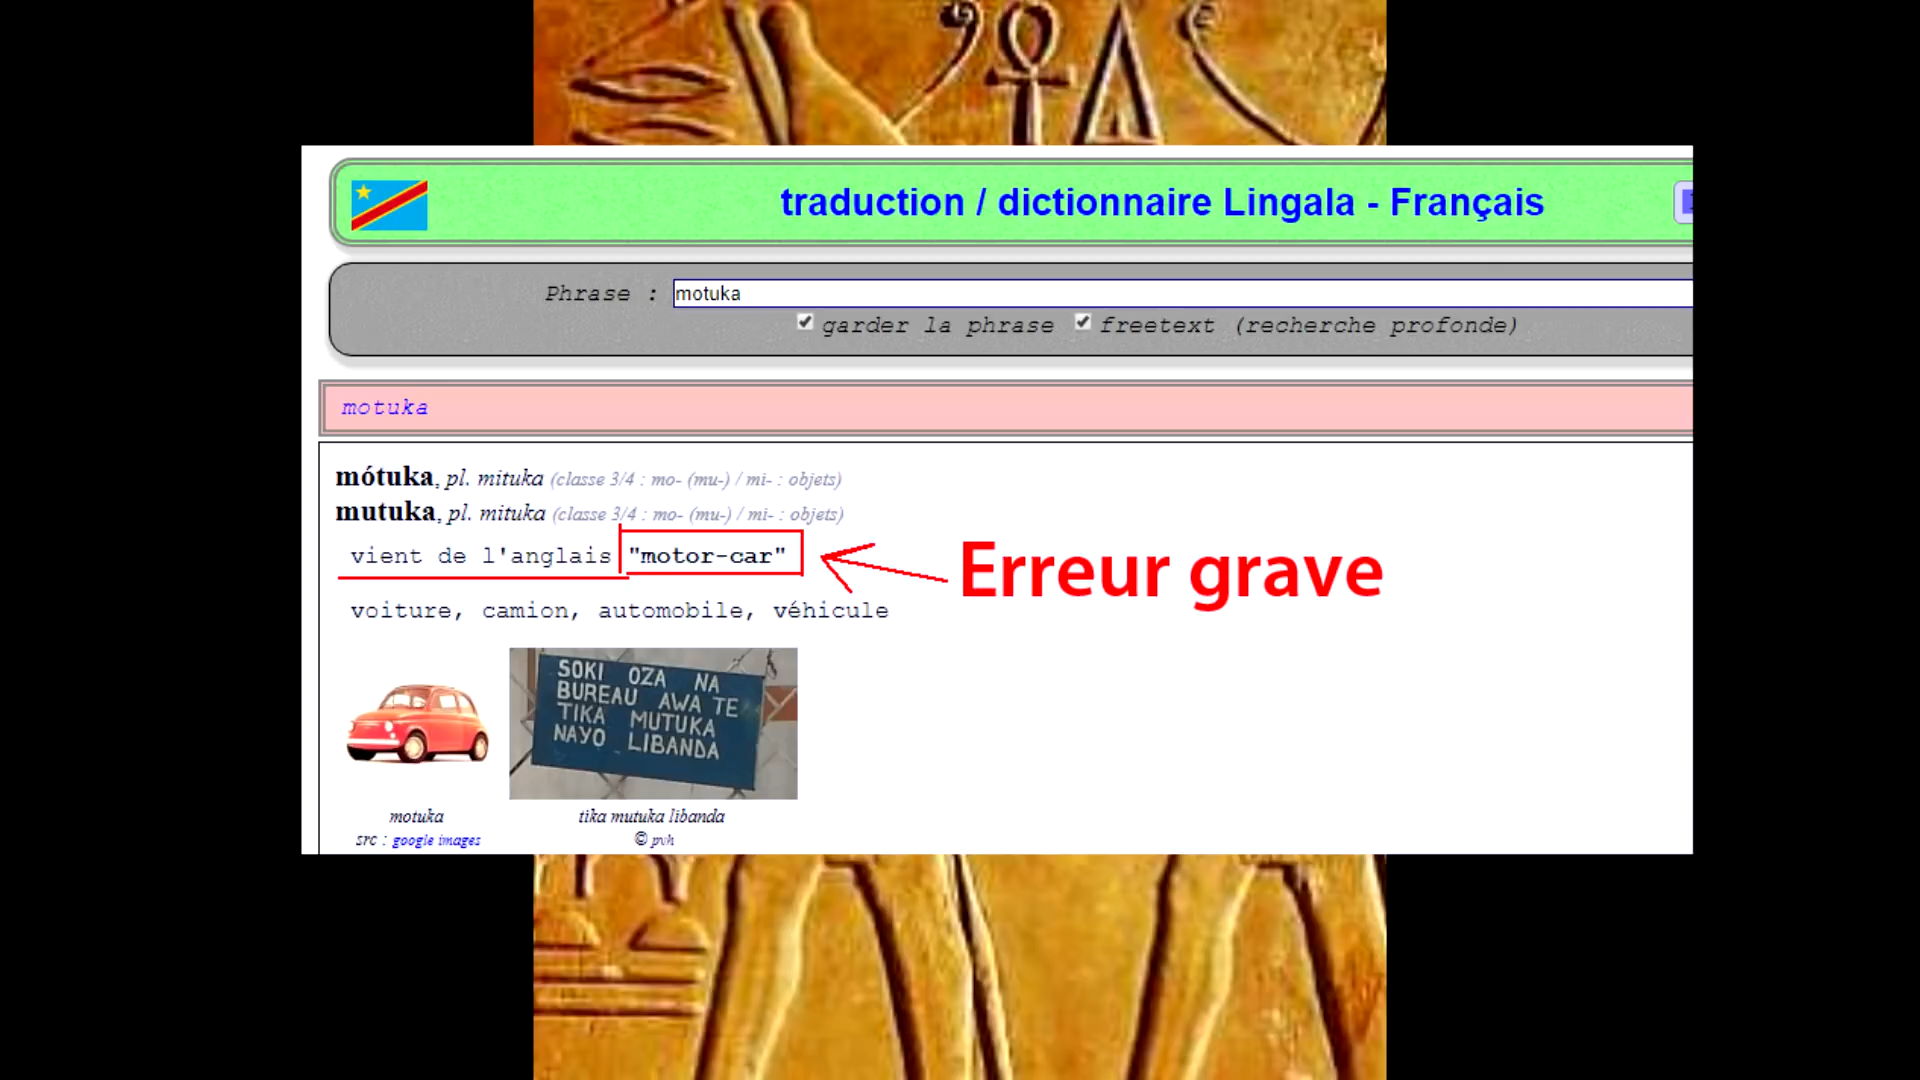 traduction / dictionnaire Lingala - Français
Phrase : motuka
garder la phrase freetext (recherche profonde)
motuka
mótuka, pl. mituka (classe 3/4 : mo- (mu-) / mi- : objets)
mutuka, pl. mituka (classe 3/4 : mo- (mu-) / mi- : objets)
vient de l'anglais "motor-car"
Erreur grave
voiture, camion, automobile, véhicule
SOKI OZA NA
BUREAU AWA TE
TIKA MUTUKA
NAYO LIBANDA
motuka
src : google images
tika mutuka libanda
© pvh